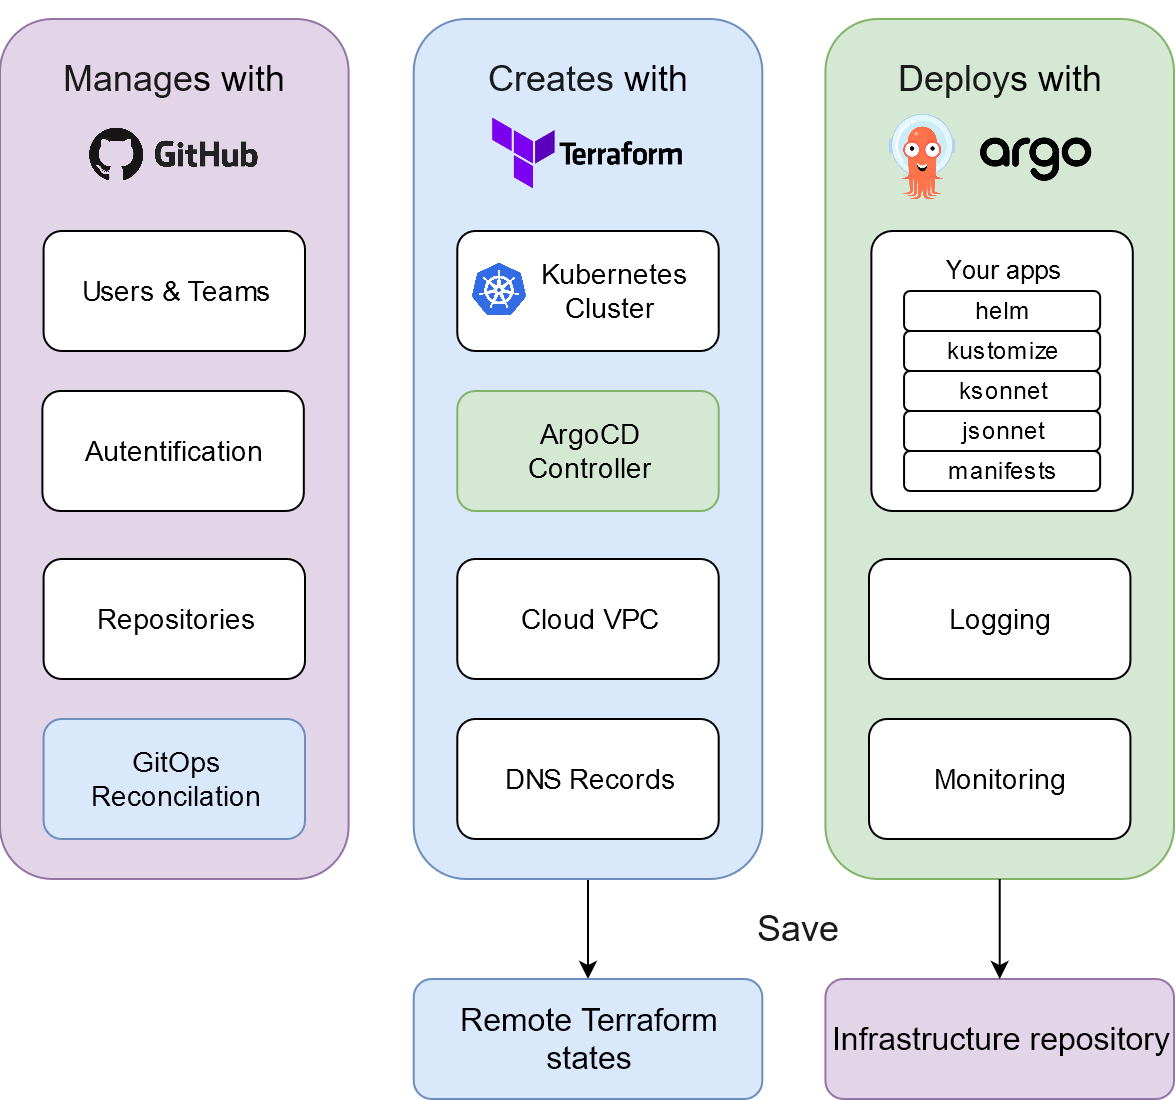 Manages with
GitHub
Users & Teams
Autentification
Repositories
GitOps
Reconcilation
Creates with
Terraform
Kubernetes
Cluster
ArgoCD
Controller
Cloud VPC
DNS Records
Deploys with
argo
Your apps
helm
kustomize
ksonnet
jsonnet
manifests
Logging
Monitoring
Save
Remote Terraform
states
Infrastructure repository